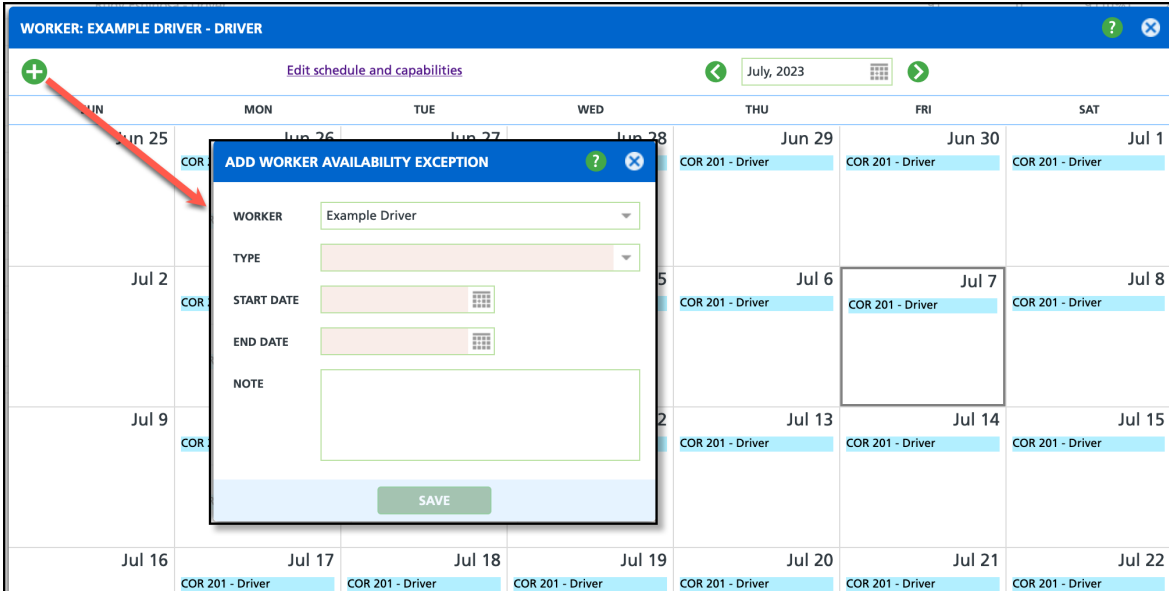 WORKER: EXAMPLE DRIVER - DRIVER
Edit schedule and capabilities
July, 2023
MON TUE WED THU FRI SAT
Jun 29 Jun 30 Jul 1
COR 201 - Driver COR 201 - Driver COR 201 - Driver
ADD WORKER AVAILABILITY EXCEPTION
WORKER Example Driver
TYPE
START DATE
END DATE
NOTE
SAVE
Jul 2 Jul 6 Jul 7 Jul 8
COR 201 - Driver COR 201 - Driver COR 201 - Driver
Jul 9 Jul 13 Jul 14 Jul 15
COR 201 - Driver COR 201 - Driver COR 201 - Driver
Jul 16 Jul 17 Jul 18 Jul 19 Jul 20 Jul 21 Jul 22
COR 201 - Driver COR 201 - Driver COR 201 - Driver COR 201 - Driver COR 201 - Driver COR 201 - Driver